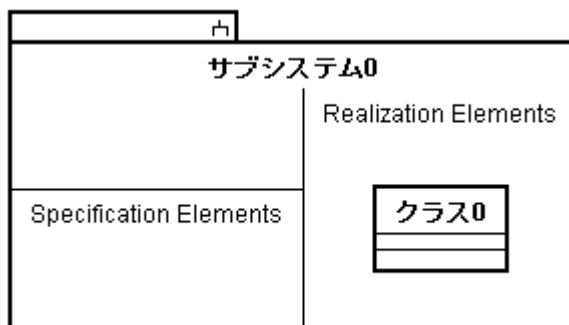 サブシステム0
Realization Elements
Specification Elements
クラス0